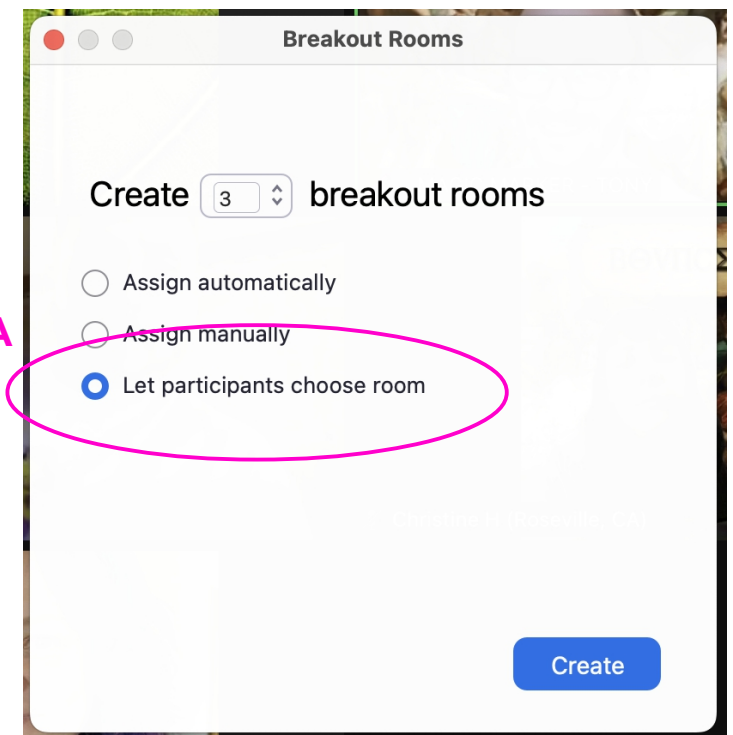 Breakout Rooms
Create 3 breakout rooms
Assign automatically
A
Assign manually
Let participants choose room
Create